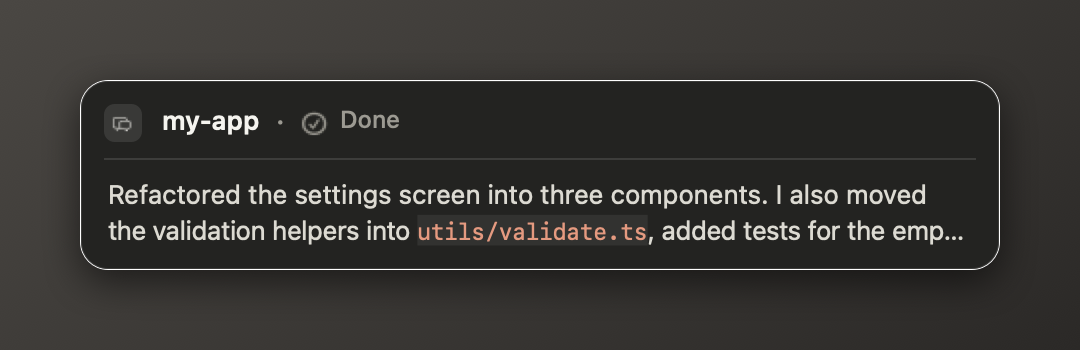 my-app · Done
Refactored the settings screen into three components. I also moved
the validation helpers into utils/validate.ts, added tests for the emp...